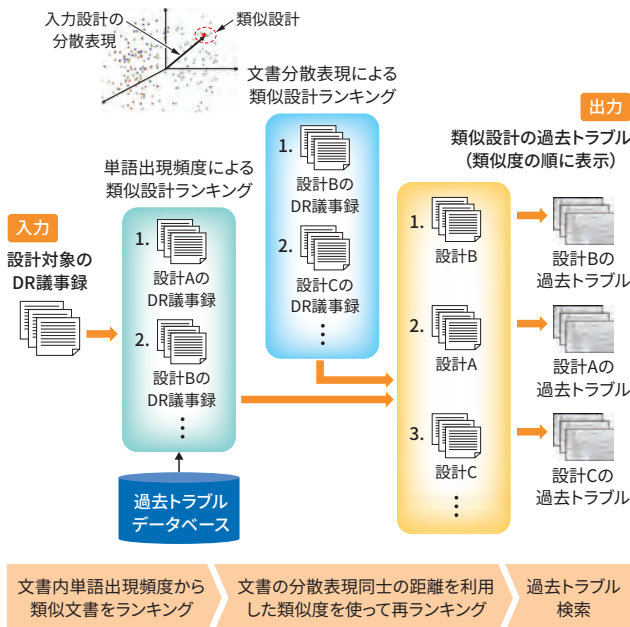 入力設計の
分散表現
類似設計
文書分散表現による
類似設計ランキング
1.
設計Bの
DR議事録
2.
設計Cの
DR議事録
⋮
単語出現頻度による
類似設計ランキング
1.
設計Aの
DR議事録
2.
設計Bの
DR議事録
⋮
入力
設計対象の
DR議事録
過去トラブル
データベース
出力
類似設計の過去トラブル
（類似度の順に表示）
1.
設計B
設計Bの
過去トラブル
2.
設計A
設計Aの
過去トラブル
3.
設計C
設計Cの
過去トラブル
⋮
文書内単語出現頻度から
類似文書をランキング
文書の分散表現同士の距離を利用
した類似度を使って再ランキング
過去トラブル
検索